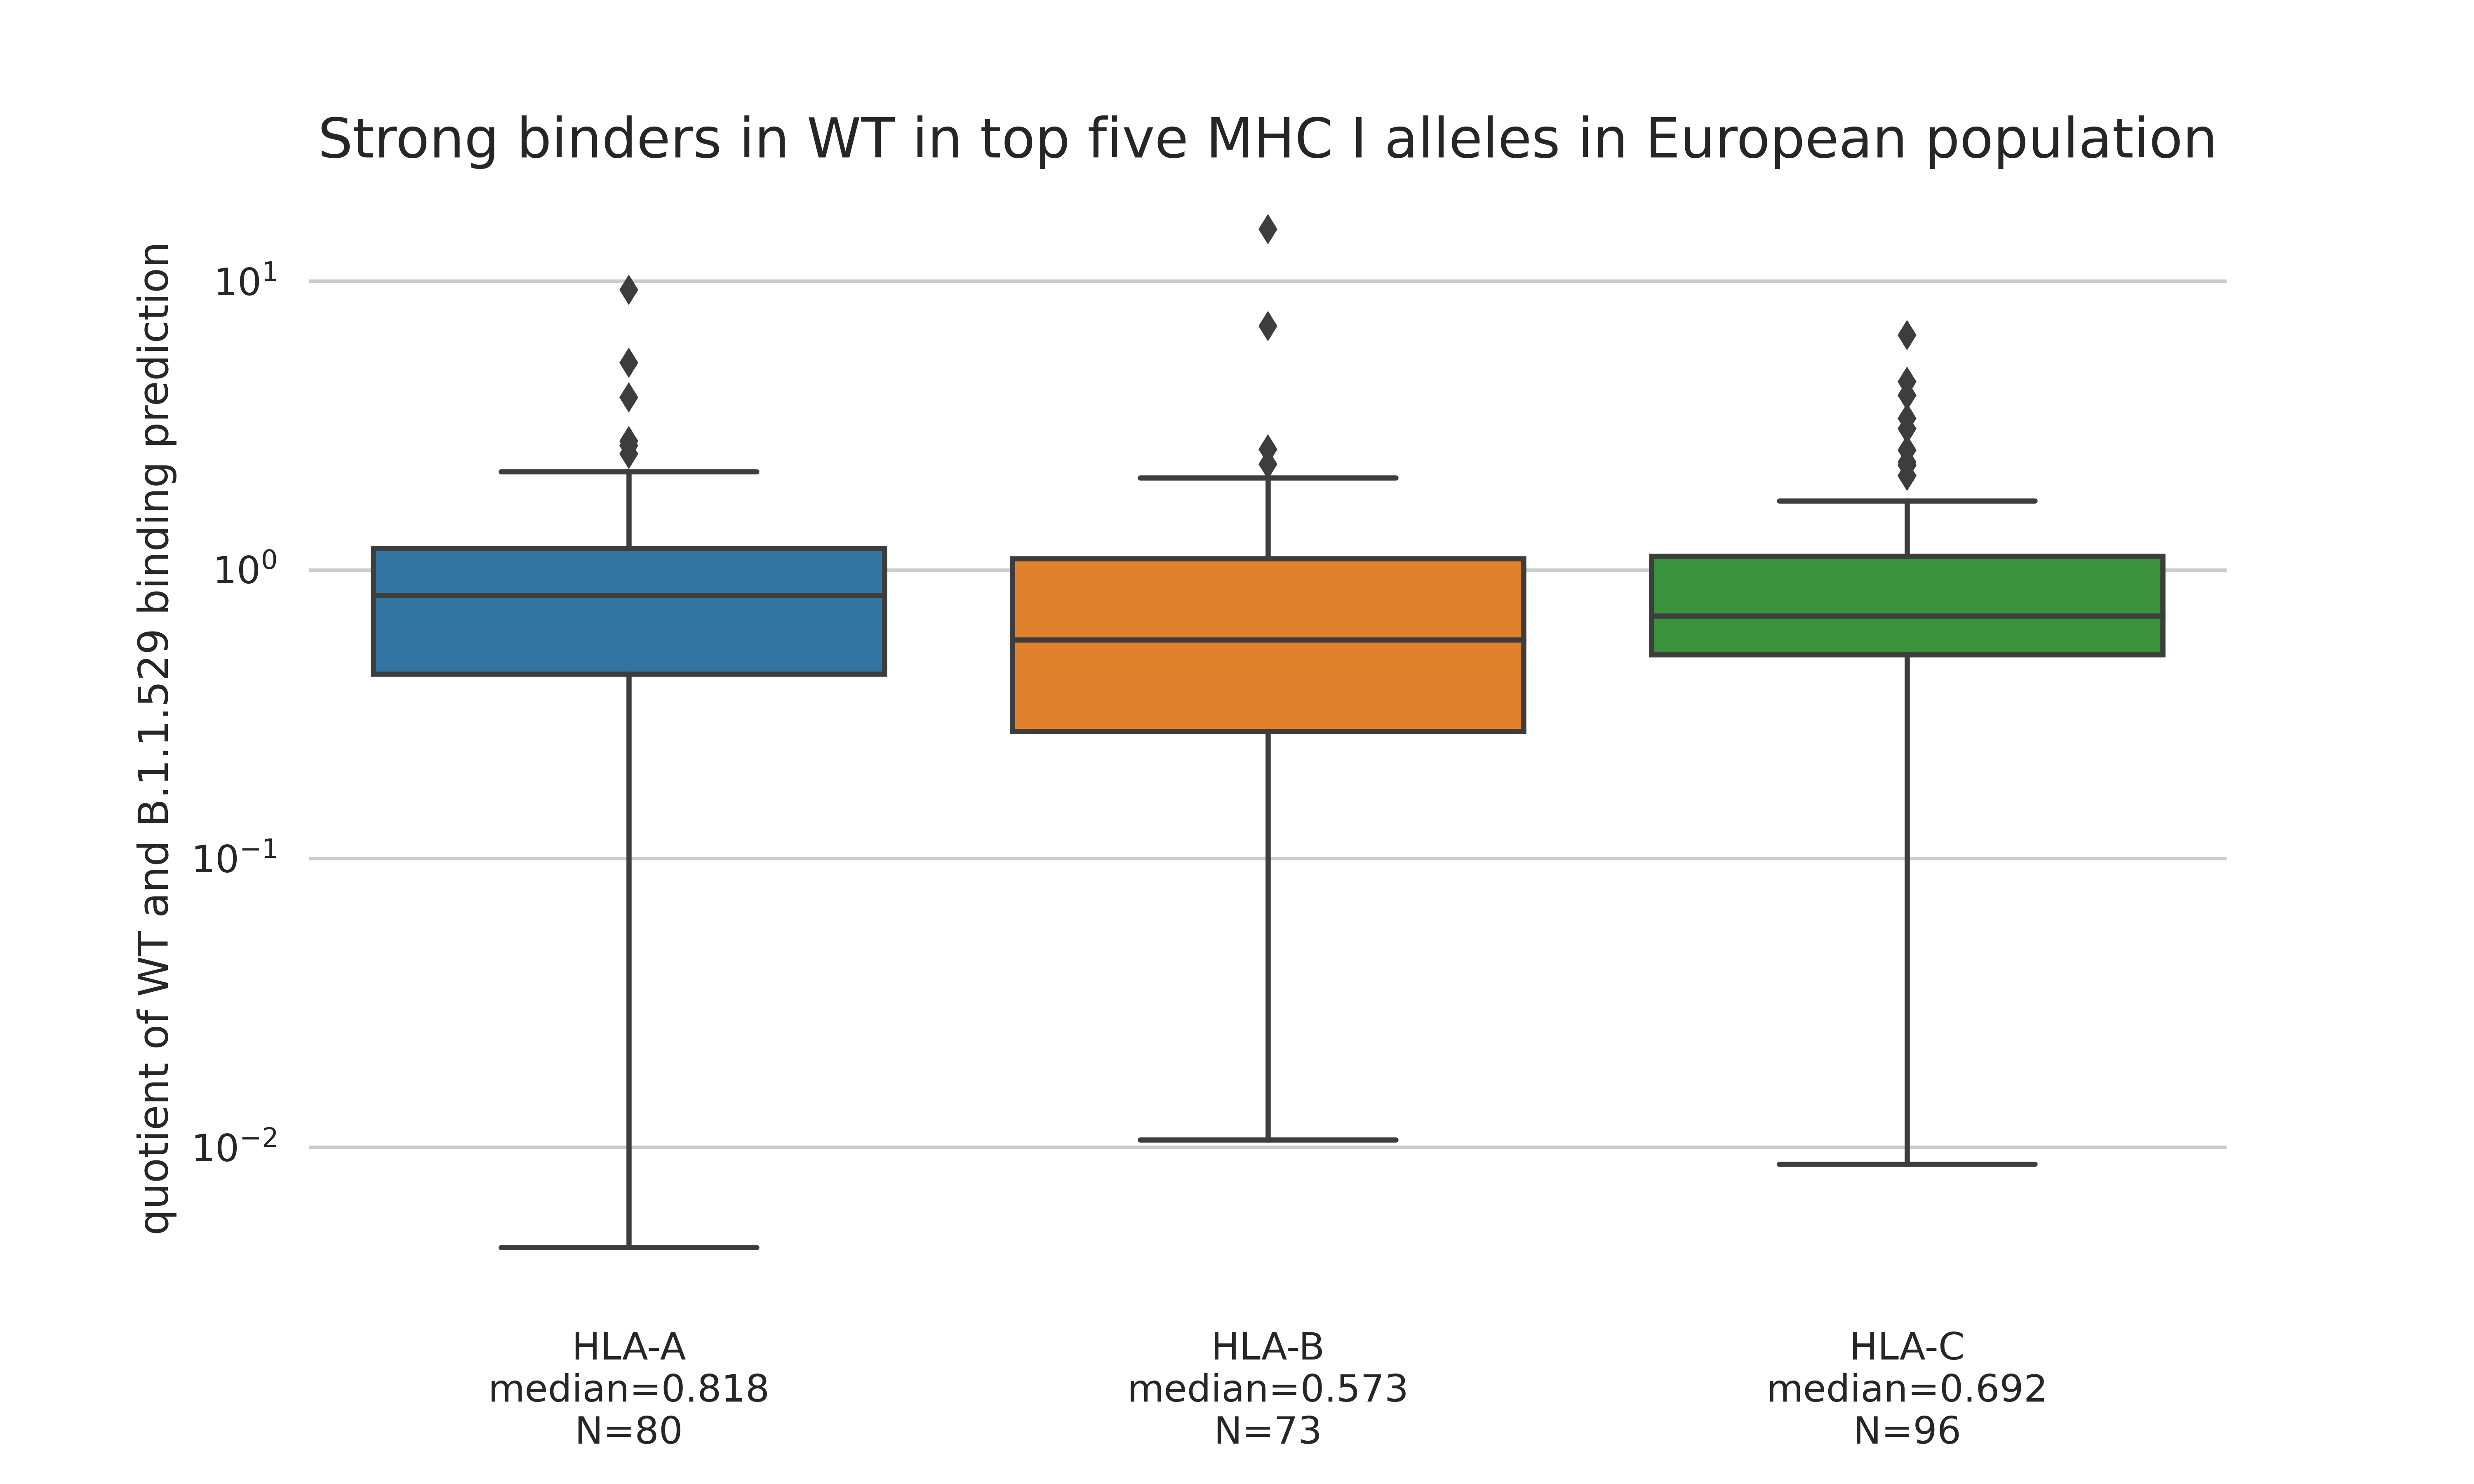 Strong binders in WT in top five MHC I alleles in European population
quotient of WT and B.1.1.529 binding prediction
10¹
10⁰
10⁻¹
10⁻²
HLA-A
median=0.818
N=80
HLA-B
median=0.573
N=73
HLA-C
median=0.692
N=96